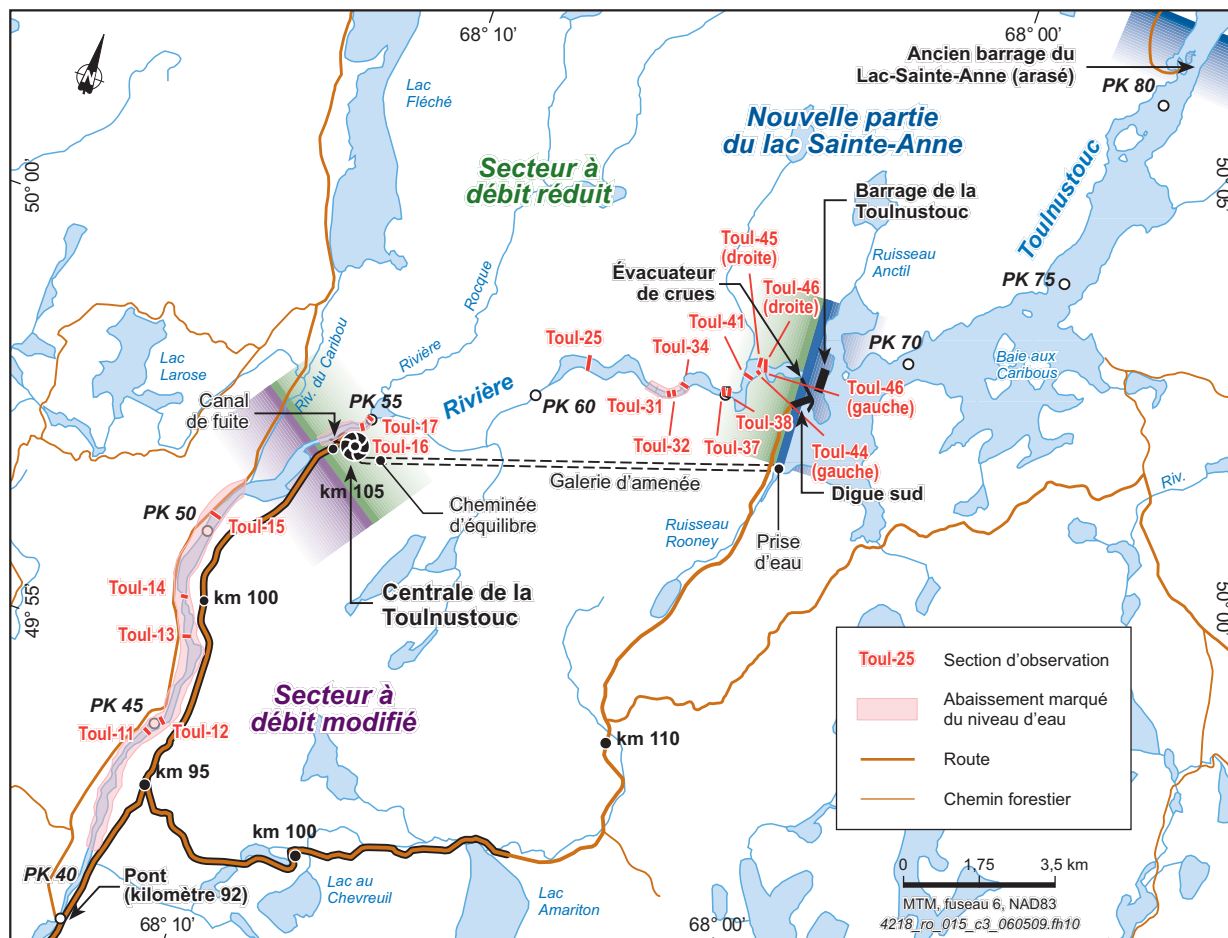 68° 10’
68° 00’
Ancien barrage du
Lac-Sainte-Anne (arasé)
PK 80
N
Lac
Fléché
Nouvelle partie
du lac Sainte-Anne
Secteur à
débit réduit
50° 00’
50° 05’
Barrage de la
Toulnustouc
Toulnustouc
Toul-45
(droite)
Ruisseau
Anctil
Évacuateur
de crues
Toul-46
(droite)
PK 75
Rocque
Rivière
Toul-25
Toul-41
Toul-34
PK 70
Baie aux
Caribous
Lac
Larose
Riv. du Caribou
Rivière
Canal
de fuite
PK 55
PK 60
Toul-31
Toul-46
(gauche)
Toul-17
Toul-16
Toul-32
Toul-37
Toul-38
Toul-44
(gauche)
km 105
Galerie d’amenée
Digue sud
Riv.
Cheminée
d’équilibre
PK 50
Toul-15
Ruisseau
Rooney
Prise
d’eau
Toul-14
km 100
Centrale de la
Toulnustouc
49° 55’
50° 00’
Toul-13
Secteur à
débit modifié
PK 45
Toul-11
Toul-12
km 110
km 95
km 100
PK 40
Pont
(kilomètre 92)
Lac au
Chevreuil
Lac
Amariton
68° 10’
68° 00’
Toul-25
Section d’observation
Abaissement marqué
du niveau d’eau
Route
Chemin forestier
0
1,75
3,5 km
MTM, fuseau 6, NAD83
4218_ro_015_c3_060509.fh10